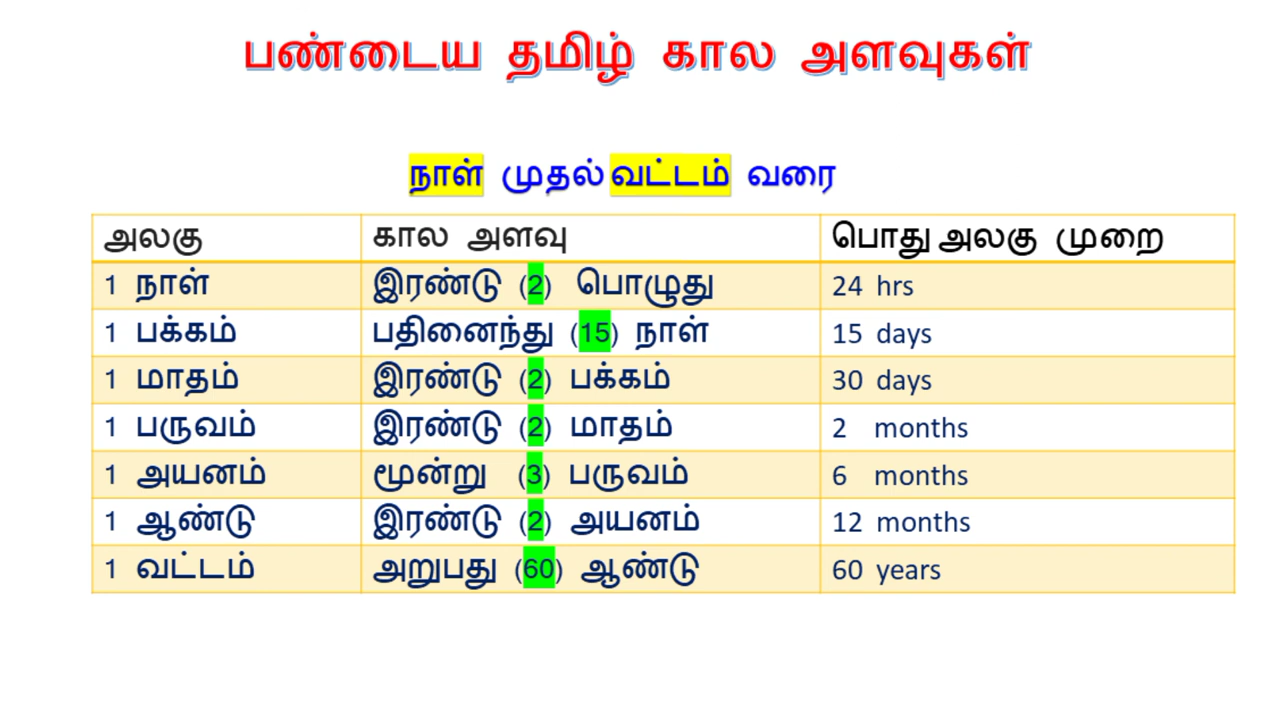 பண்டைய தமிழ் கால அளவுகள்
நாள் முதல் வட்டம் வரை
அலகு கால அளவு பொது அலகு முறை
1 நாள் இரண்டு (2) பொழுது 24 hrs
1 பக்கம் பதினைந்து (15) நாள் 15 days
1 மாதம் இரண்டு (2) பக்கம் 30 days
1 பருவம் இரண்டு (2) மாதம் 2 months
1 அயனம் மூன்று (3) பருவம் 6 months
1 ஆண்டு இரண்டு (2) அயனம் 12 months
1 வட்டம் அறுபது (60) ஆண்டு 60 years